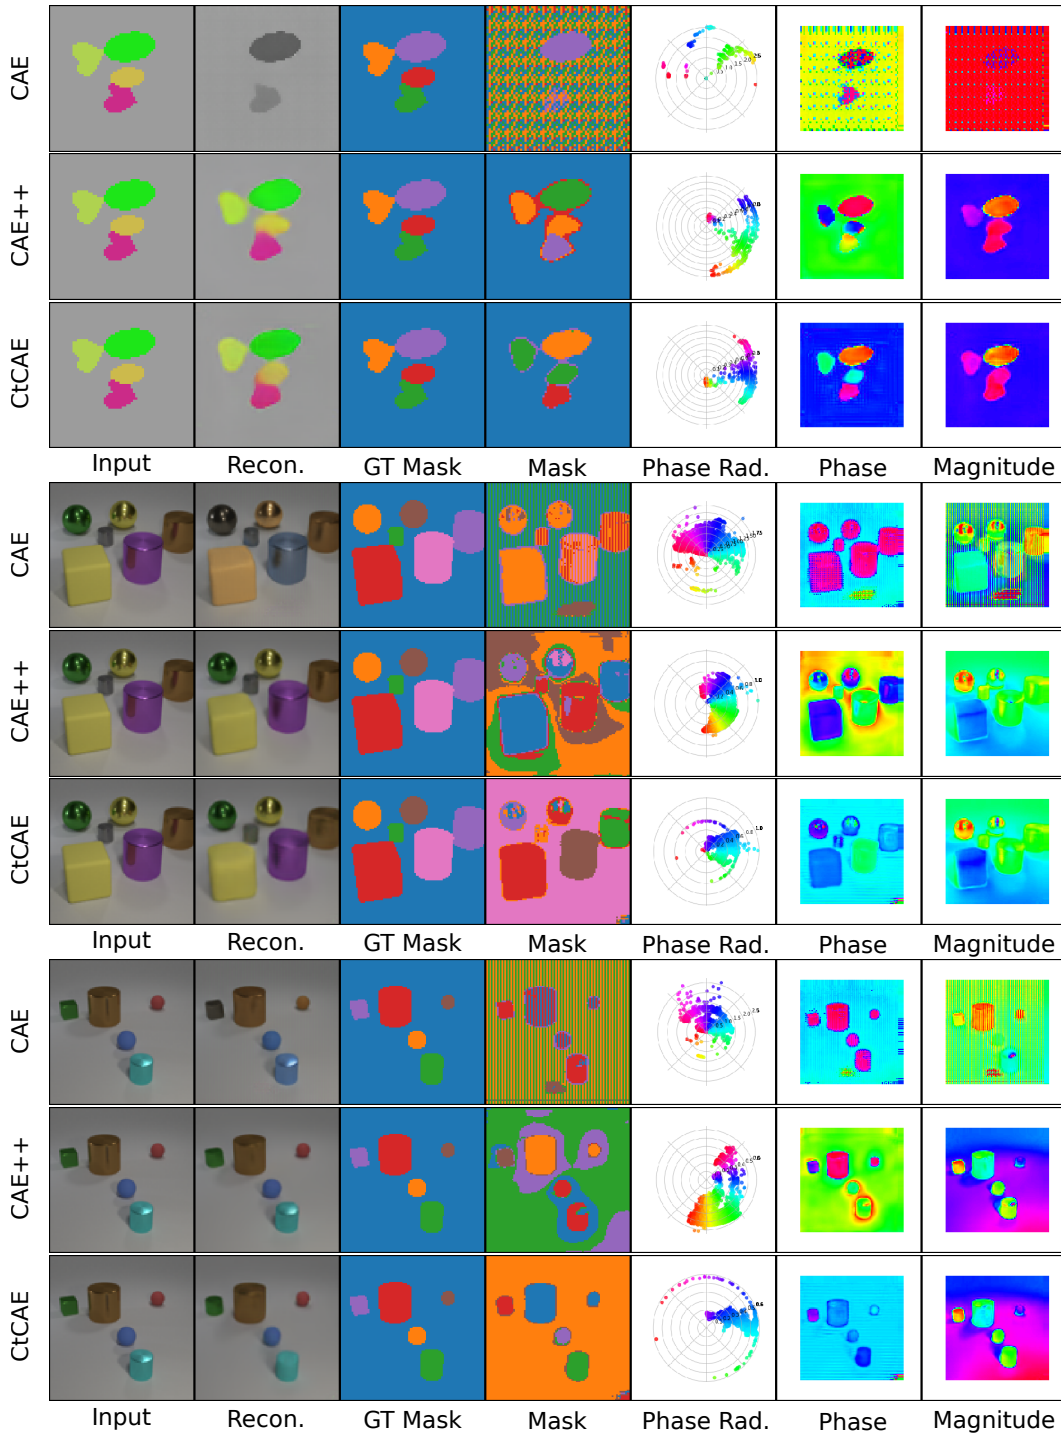 CAE
CAE++
CtCAE
Input Recon. GT Mask Mask Phase Rad. Phase Magnitude
CAE
CAE++
CtCAE
Input Recon. GT Mask Mask Phase Rad. Phase Magnitude
CAE
CAE++
CtCAE
Input Recon. GT Mask Mask Phase Rad. Phase Magnitude